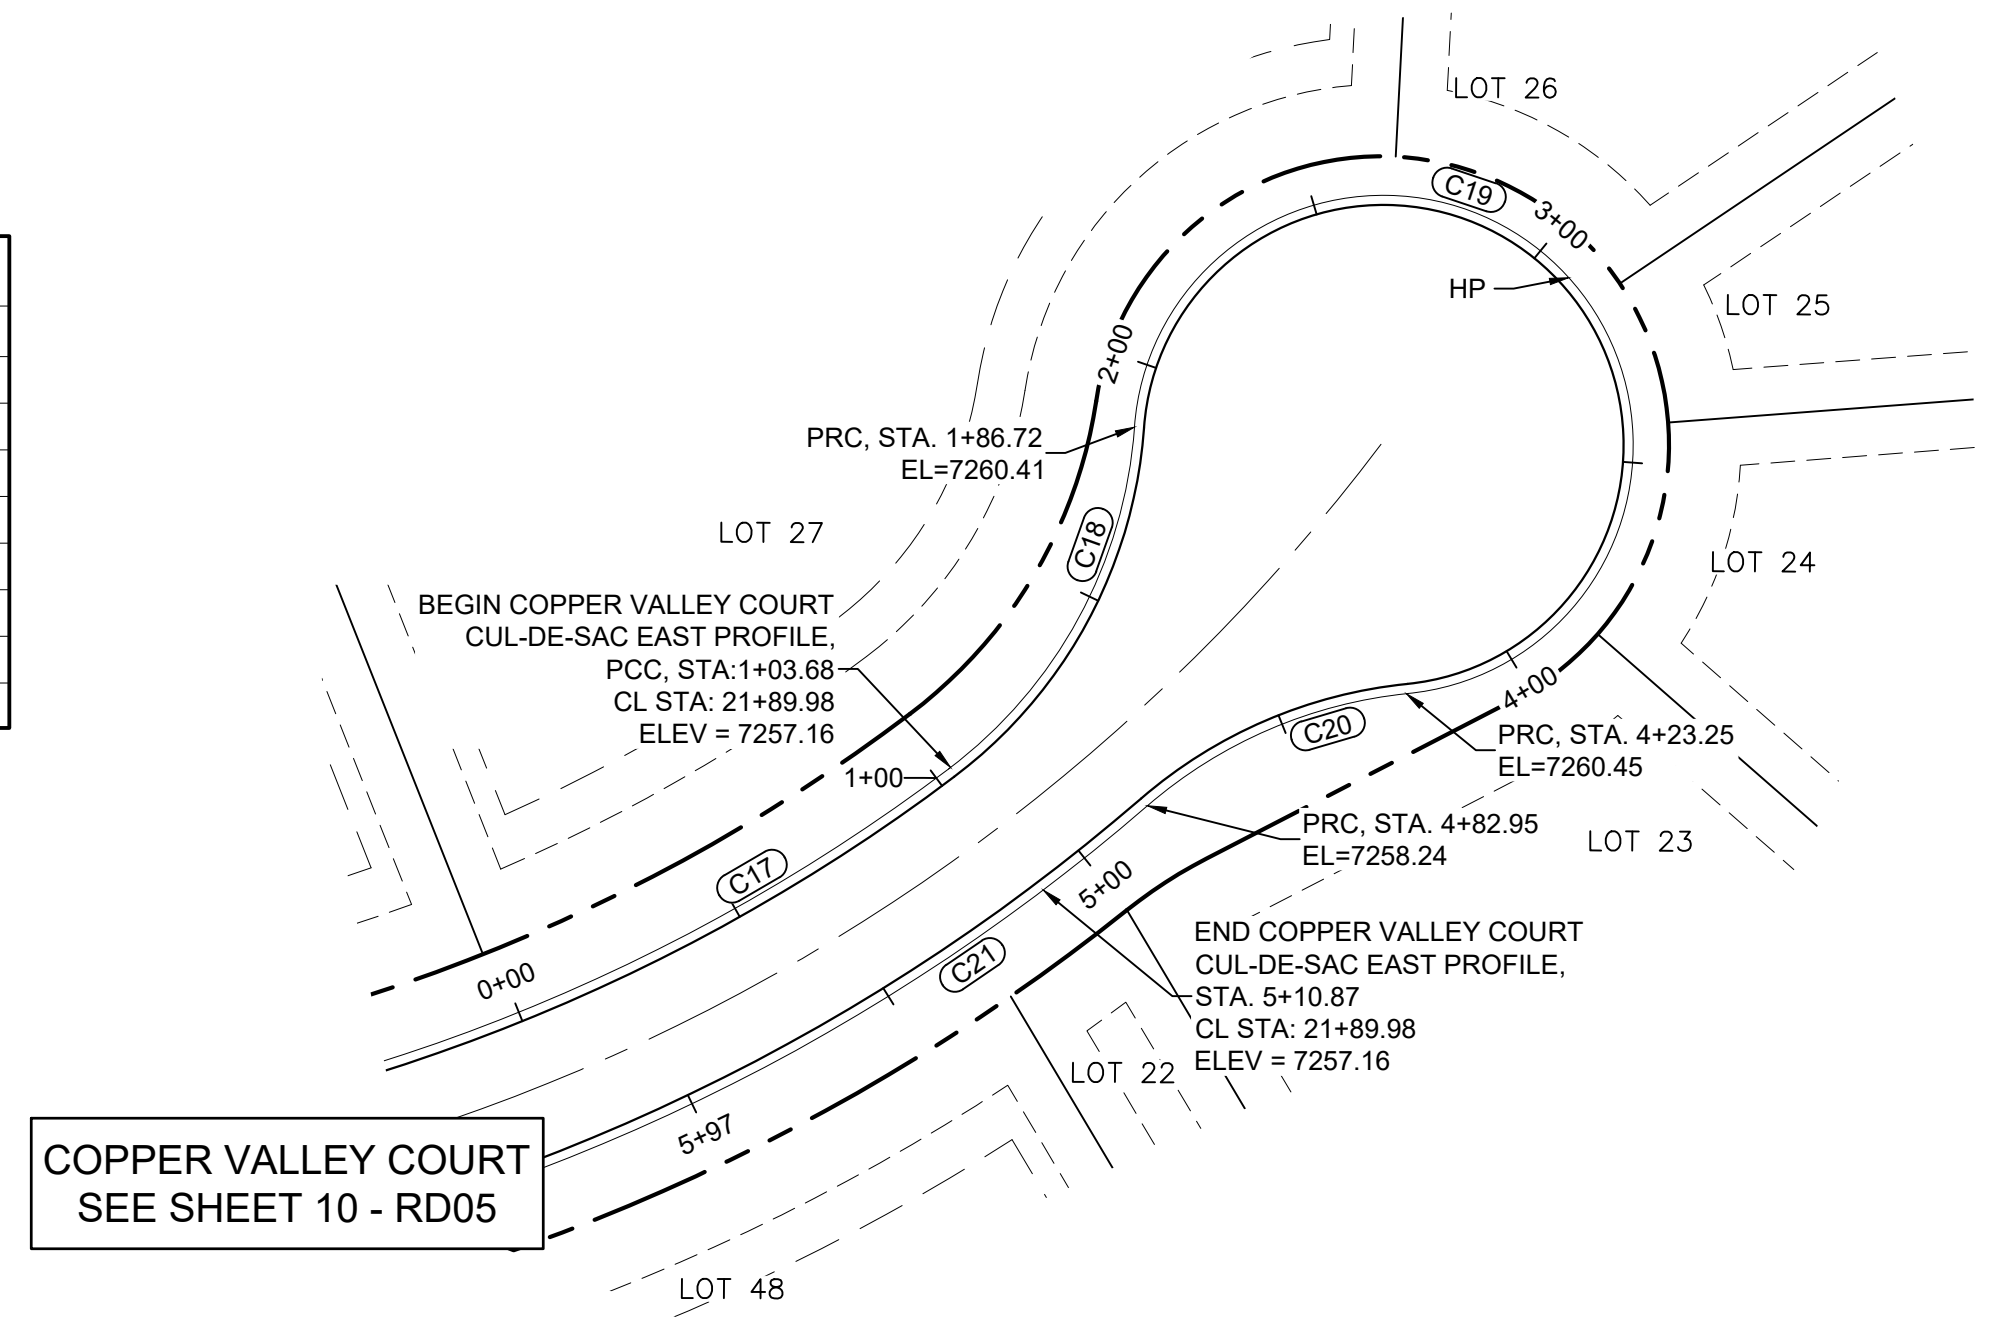 LOT 26
C19
3+00
HP
LOT 25
2+00
PRC, STA. 1+86.72
EL=7260.41
C18
LOT 27
LOT 24
BEGIN COPPER VALLEY COURT
CUL-DE-SAC EAST PROFILE,
PCC, STA:1+03.68
CL STA: 21+89.98
ELEV = 7257.16
1+00
4+00
C20
PRC, STA. 4+23.25
EL=7260.45
PRC, STA. 4+82.95
EL=7258.24
LOT 23
C17
5+00
END COPPER VALLEY COURT
CUL-DE-SAC EAST PROFILE,
STA. 5+10.87
CL STA: 21+89.98
ELEV = 7257.16
C21
0+00
LOT 22
5+97
COPPER VALLEY COURT
SEE SHEET 10 - RD05
LOT 48